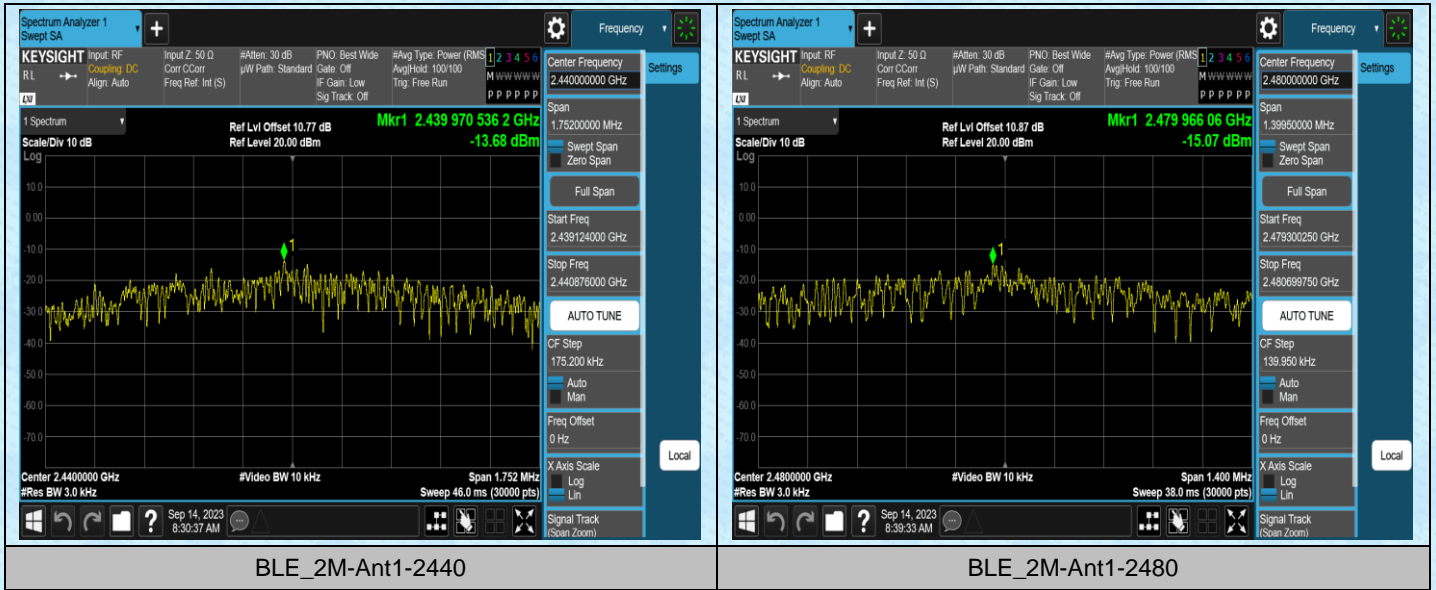 Spectrum Analyzer 1
Swept SA
+
Frequency
KEYSIGHT
Input: RF
Coupling: DC
Align: Auto
Input Z: 50 Ω
Corr CCorr
Freq Ref: Int (S)
#Atten: 30 dB
µW Path: Standard
PNO: Best Wide
Gate: Off
IF Gain: Low
Sig Track: Off
#Avg Type: Power (RMS
Avg|Hold: 100/100
Trig: Free Run
1 2 3 4 5 6
M W W W W W
P P P P P P
R L
LXI
Center Frequency
2.440000000 GHz
Settings
1 Spectrum
Scale/Div 10 dB
Ref Lvl Offset 10.77 dB
Ref Level 20.00 dBm
Mkr1 2.439 970 536 2 GHz
-13.68 dBm
Span
1.75200000 MHz
Swept Span
Zero Span
Full Span
Start Freq
2.439124000 GHz
Stop Freq
2.440876000 GHz
AUTO TUNE
CF Step
175.200 kHz
Auto
Man
Freq Offset
0 Hz
X Axis Scale
Log
Lin
Signal Track
(Span Zoom)
Local
Log
10.0
0.00
-10.0
-20.0
-30.0
-40.0
-50.0
-60.0
-70.0
1
Center 2.4400000 GHz
#Res BW 3.0 kHz
#Video BW 10 kHz
Span 1.752 MHz
Sweep 46.0 ms (30000 pts)
?
Sep 14, 2023
8:30:37 AM
BLE_2M-Ant1-2440
Spectrum Analyzer 1
Swept SA
+
Frequency
KEYSIGHT
Input: RF
Coupling: DC
Align: Auto
Input Z: 50 Ω
Corr CCorr
Freq Ref: Int (S)
#Atten: 30 dB
µW Path: Standard
PNO: Best Wide
Gate: Off
IF Gain: Low
Sig Track: Off
#Avg Type: Power (RMS
Avg|Hold: 100/100
Trig: Free Run
1 2 3 4 5 6
M W W W W W
P P P P P P
R L
LXI
Center Frequency
2.480000000 GHz
Settings
1 Spectrum
Scale/Div 10 dB
Ref Lvl Offset 10.87 dB
Ref Level 20.00 dBm
Mkr1 2.479 966 06 GHz
-15.07 dBm
Span
1.39950000 MHz
Swept Span
Zero Span
Full Span
Start Freq
2.479300250 GHz
Stop Freq
2.480699750 GHz
AUTO TUNE
CF Step
139.950 kHz
Auto
Man
Freq Offset
0 Hz
X Axis Scale
Log
Lin
Signal Track
(Span Zoom)
Local
Log
10.0
0.00
-10.0
-20.0
-30.0
-40.0
-50.0
-60.0
-70.0
1
Center 2.4800000 GHz
#Res BW 3.0 kHz
#Video BW 10 kHz
Span 1.400 MHz
Sweep 38.0 ms (30000 pts)
?
Sep 14, 2023
8:39:33 AM
BLE_2M-Ant1-2480